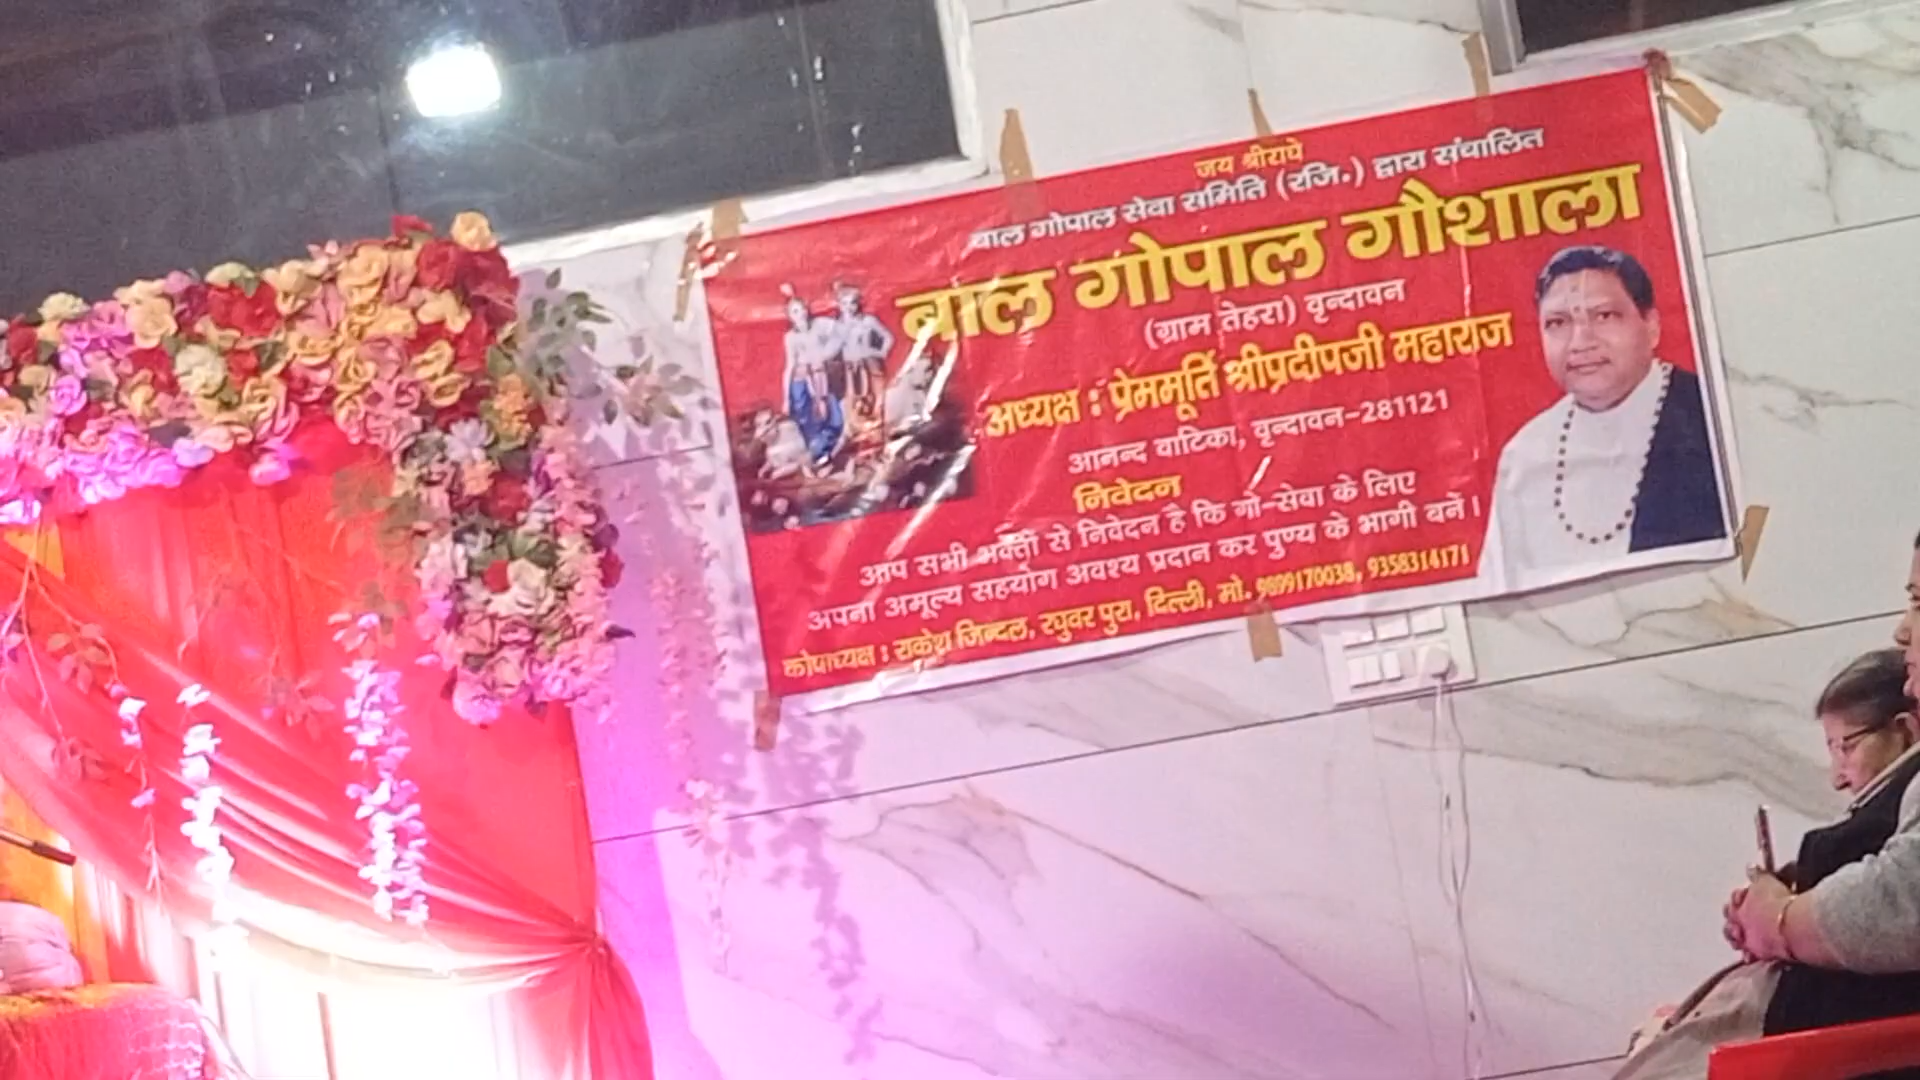 जय श्रीराधे
बाल गोपाल सेवा समिति (रजि.) द्वारा संचालित
बाल गोपाल गौशाला
(ग्राम तेहरा) वृन्दावन
अध्यक्ष : प्रेममूर्ति श्रीप्रदीपजी महाराज
आनन्द वाटिका, वृन्दावन-281121
निवेदन
आप सभी भक्तों से निवेदन है कि गो-सेवा के लिए
अपना अमूल्य सहयोग अवश्य प्रदान कर पुण्य के भागी बनें।
कोषाध्यक्ष : राकेश जिन्दल, रघुवर पुरा, दिल्ली, मो. 9899170038, 9358314171